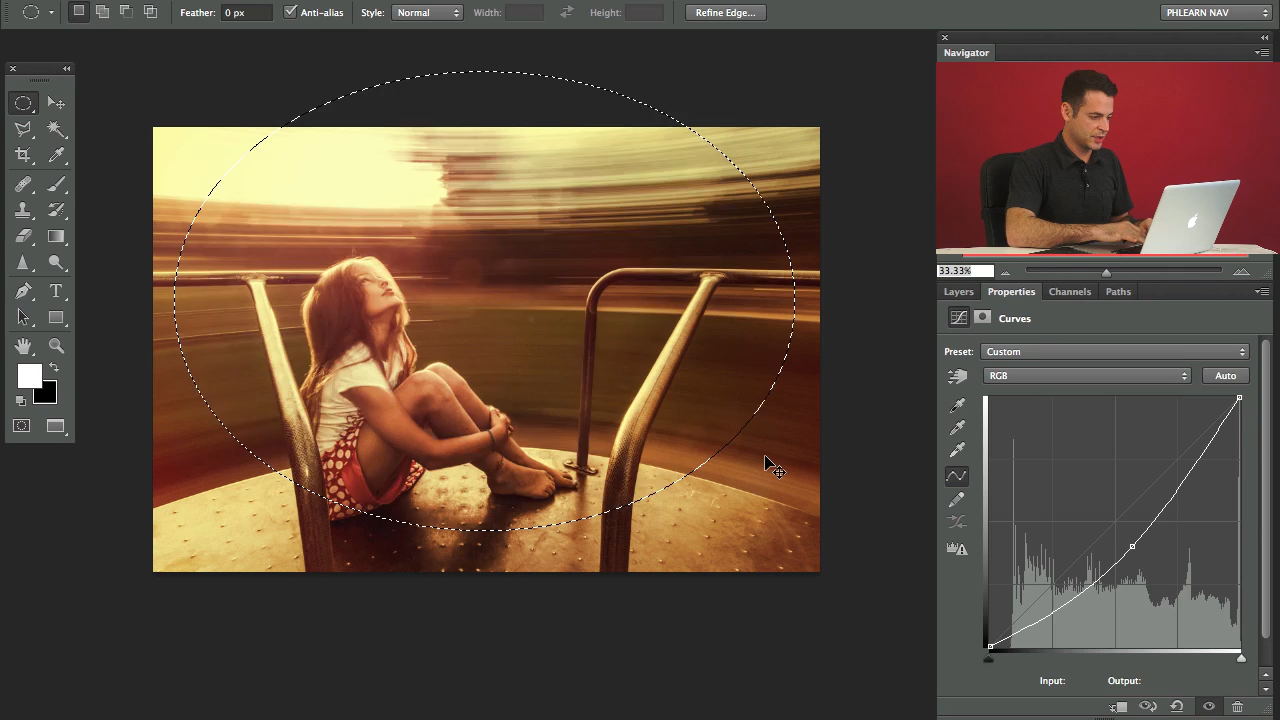 Feather: 0 px Anti-alias Style: Normal Width: Height: Refine Edge... PHLEARN NAV
Navigator
33.33%
Layers Properties Channels Paths
Curves
Preset: Custom
RGB Auto
Input: Output: